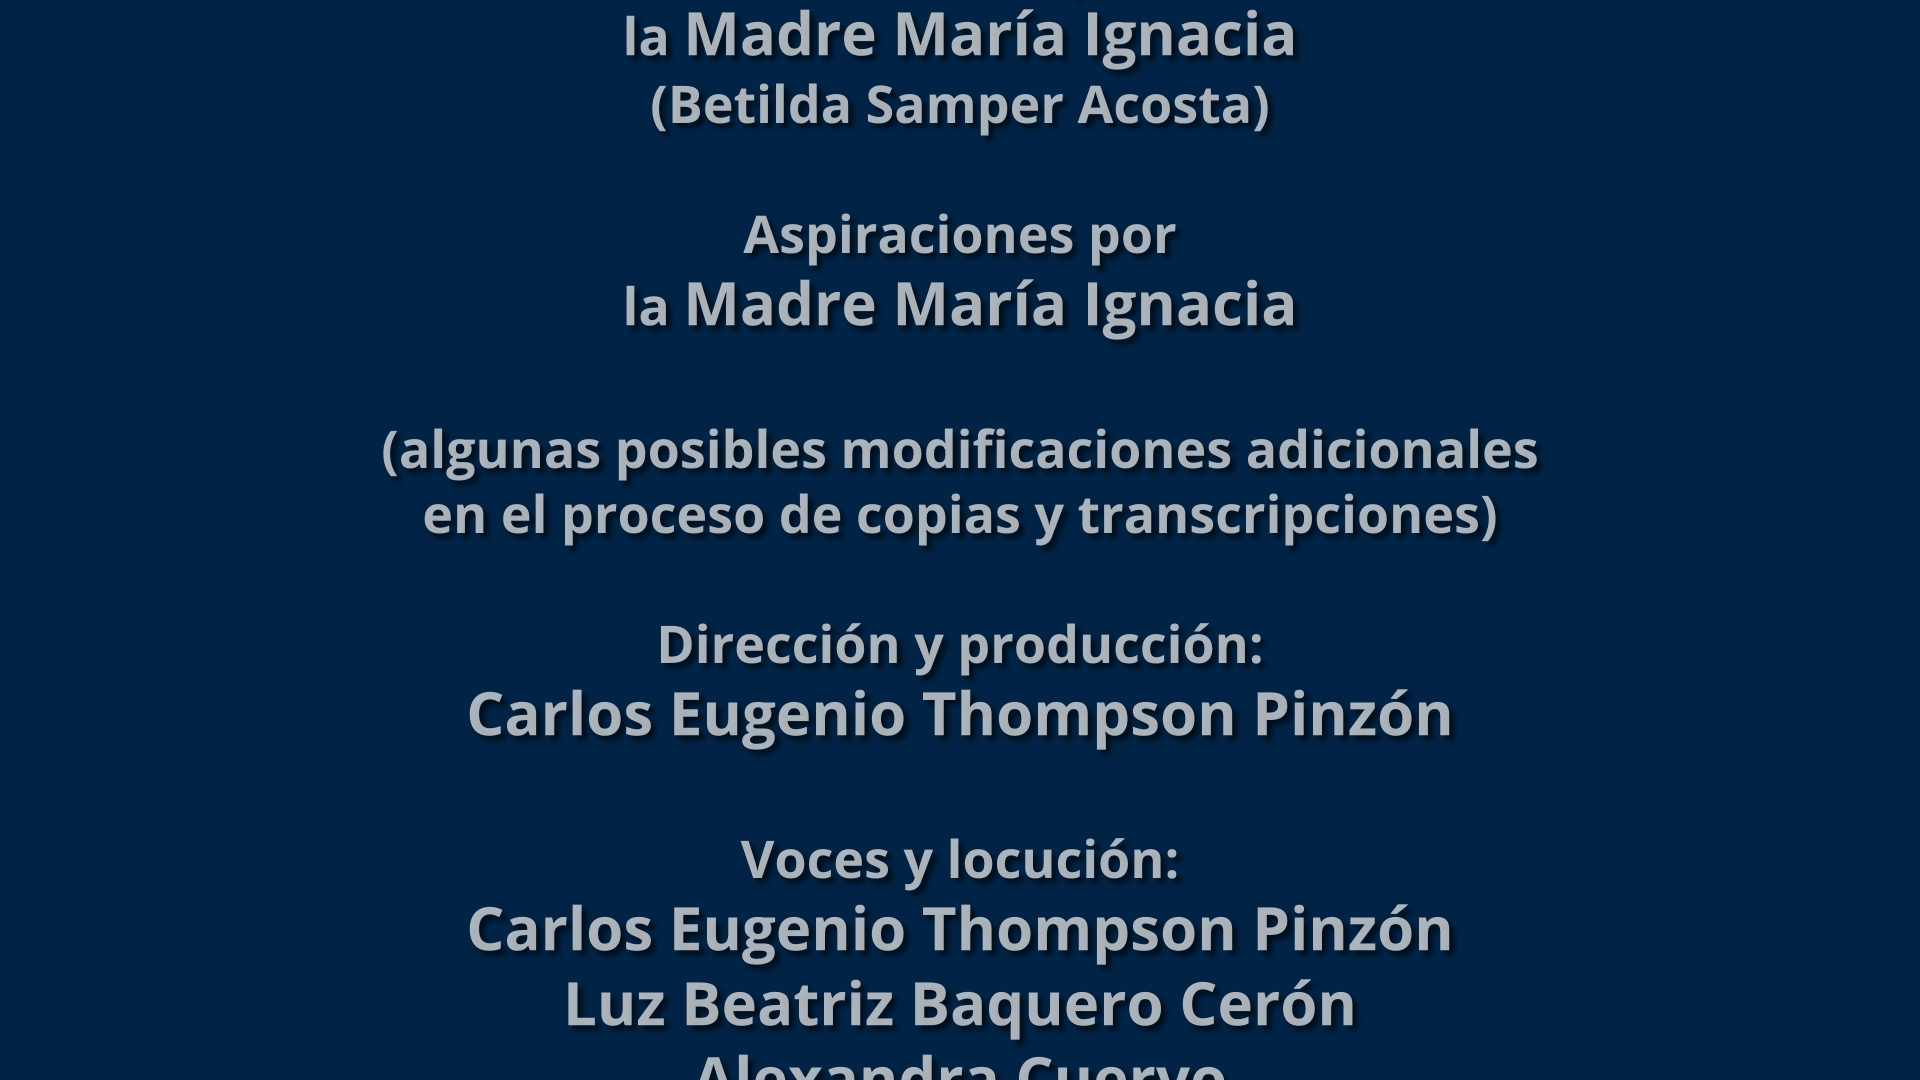 la Madre María Ignacia
(Betilda Samper Acosta)
Aspiraciones por
la Madre María Ignacia
(algunas posibles modificaciones adicionales
en el proceso de copias y transcripciones)
Dirección y producción:
Carlos Eugenio Thompson Pinzón
Voces y locución:
Carlos Eugenio Thompson Pinzón
Luz Beatriz Baquero Cerón
Alexandra Cuervo